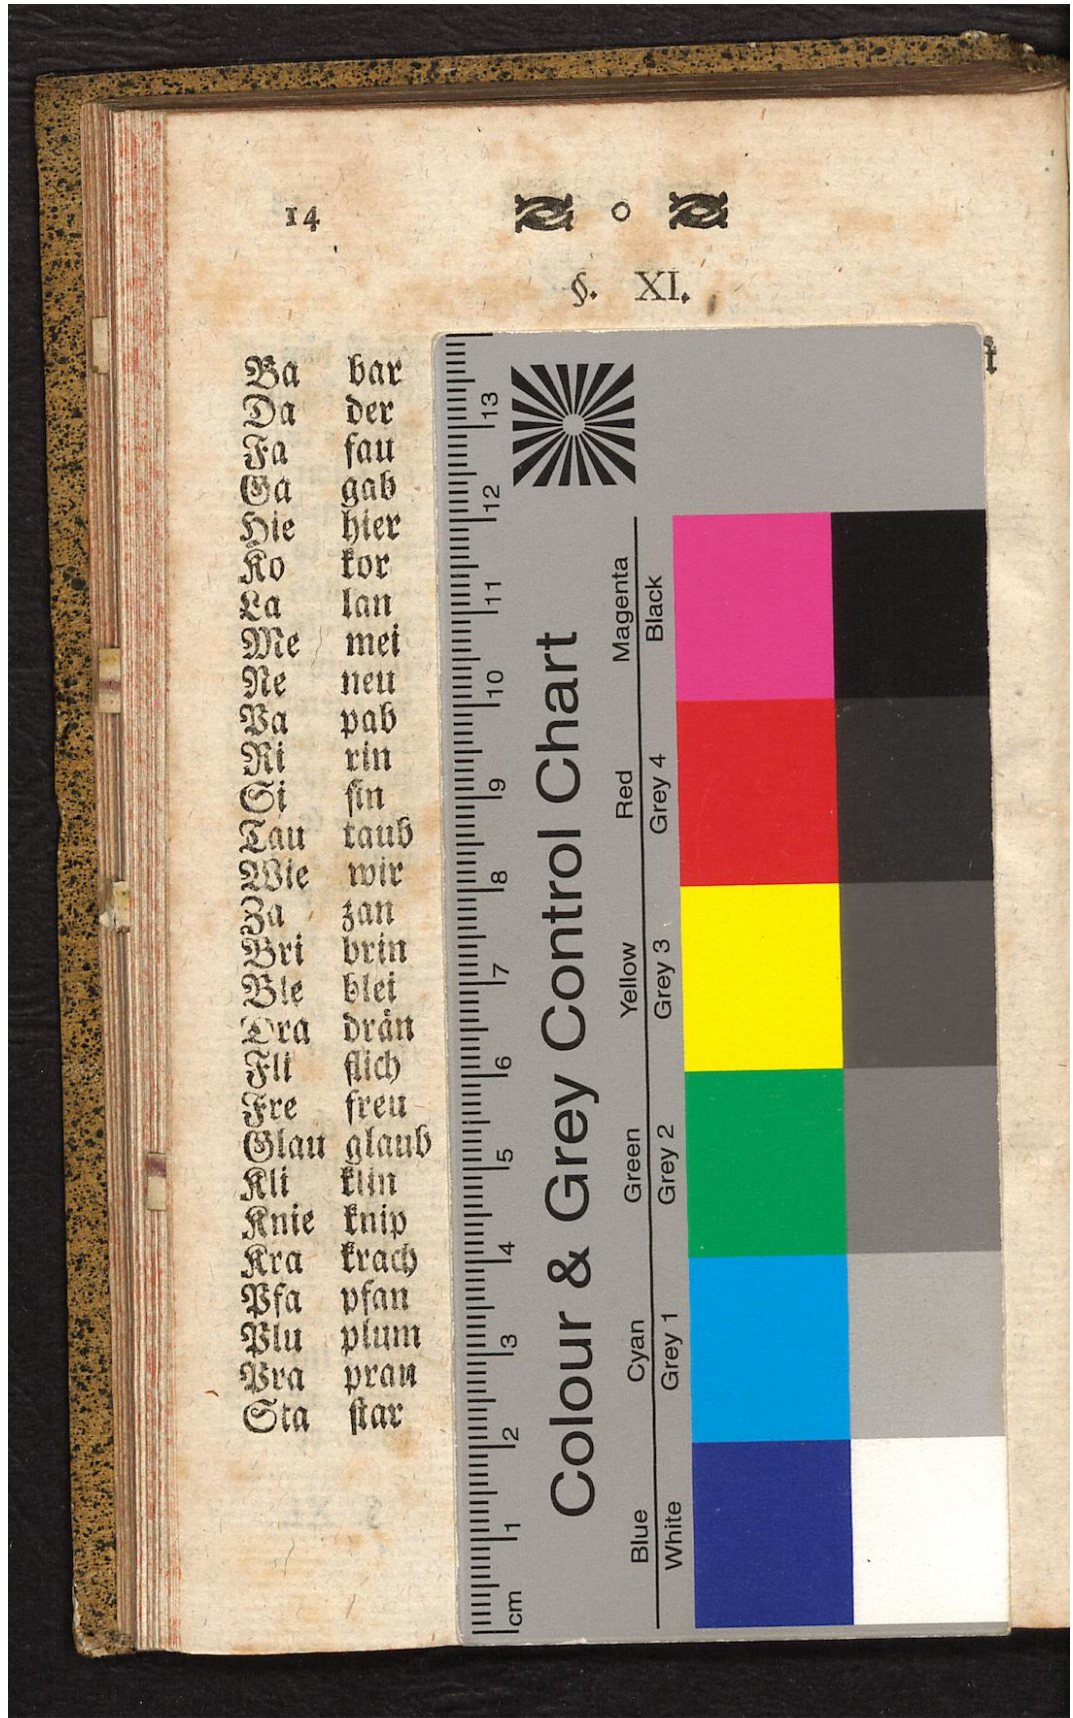 14 o
§. XI.
Ba bar
Da der
Fa fau
Ga gab
Hie hier
Ko kor
La lan
Me mei
Ne neu
Pa pab
Ri rin
Si ſin
Tau taub
Wie wir
Za zan
Bri brin
Ble blei
Dra drån
Fli flich
Fre freu
Glau glaub
Kli klin
Knie knip
Kra krach
Pfa pfan
Plu plum
Pra pran
Sta ſtar
13
12
11
10
9
8
7
6
5
4
3
2
1
cm
Colour & Grey Control Chart
Blue Cyan Green Yellow Red Magenta
White Grey 1 Grey 2 Grey 3 Grey 4 Black